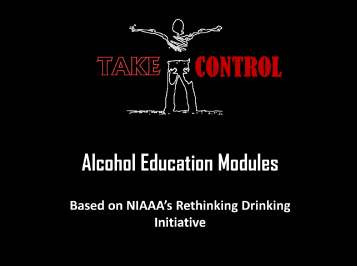 TAKE CONTROL
Alcohol Education Modules
Based on NIAAA's Rethinking Drinking
Initiative